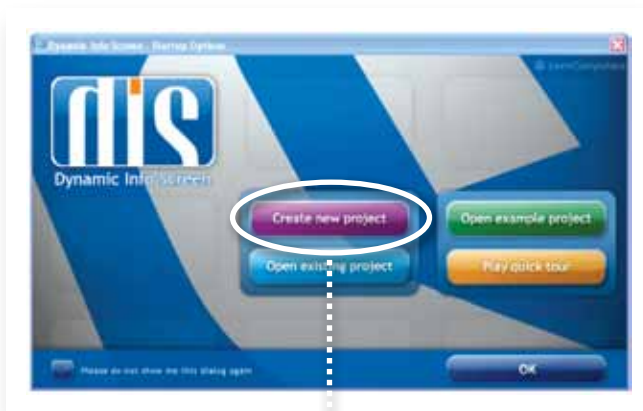 Dynamic Info Screen - Startup Options
dis
Dynamic Info Screen
Create new project
Open example project
Open existing project
Play quick tour
Please do not show me this dialog again
OK